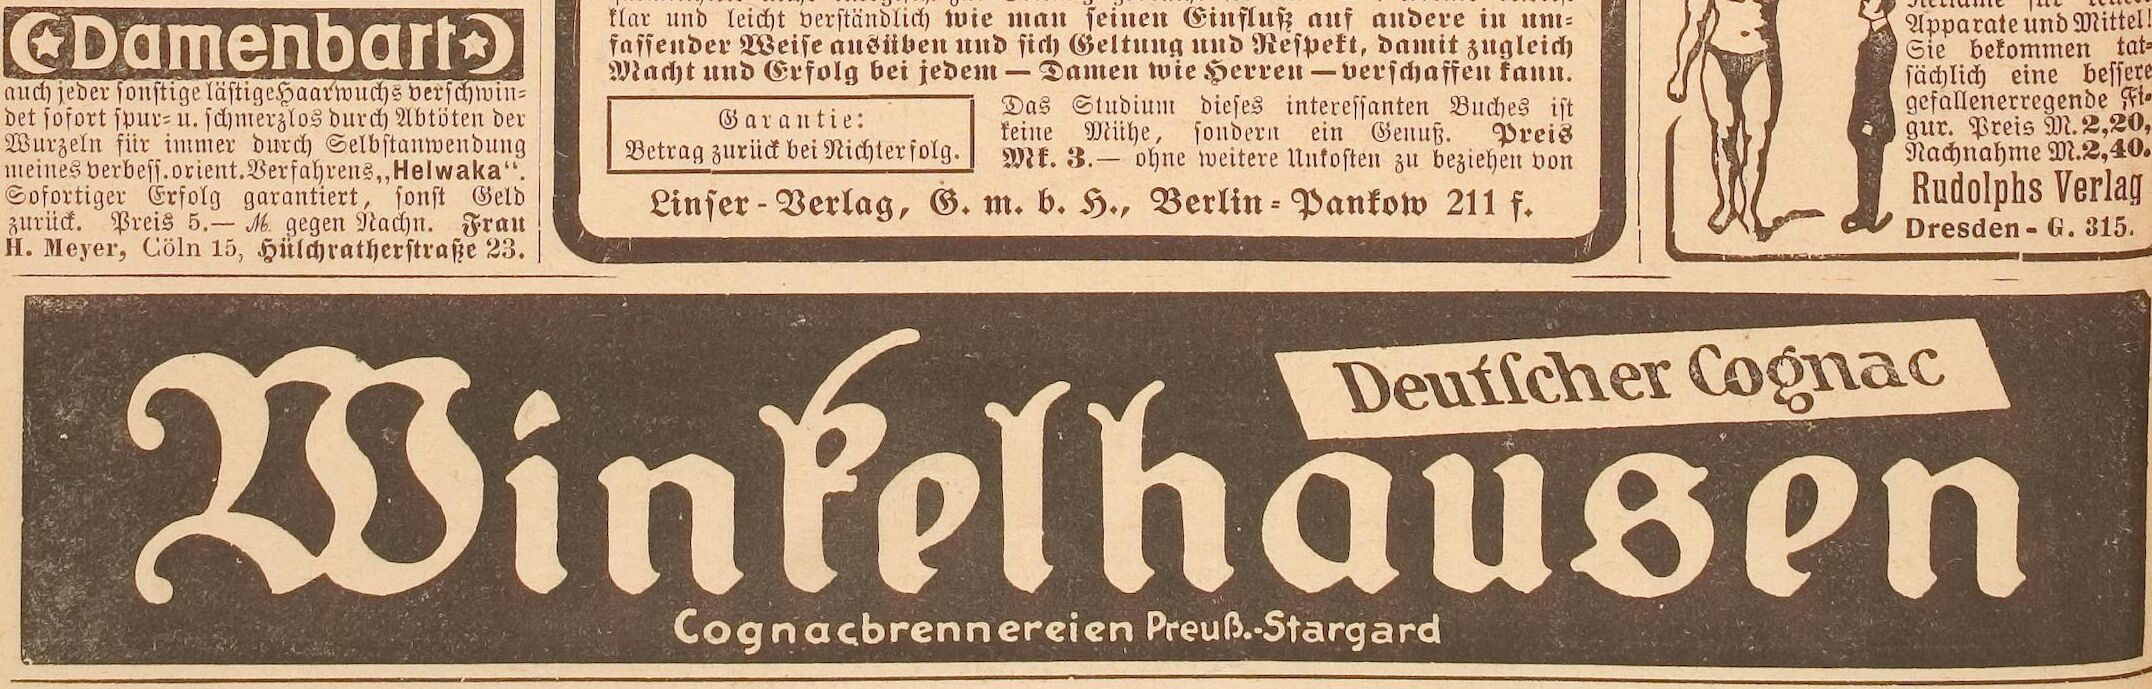 Damenbart
auch jeder sonstige lästige Haarwuchs verschwin-
det sofort spur- u. schmerzlos durch Abtöten der
Wurzeln für immer durch Selbstanwendung
meines verbess. orient. Verfahrens „Helwaka“.
Sofortiger Erfolg garantiert, sonst Geld
zurück. Preis 5.— M. gegen Nachn. Frau
H. Meyer, Cöln 15, Hülchratherstraße 23.
klar und leicht verständlich wie man seinen Einfluß auf andere in um-
fassender Weise ausüben und sich Geltung und Respekt, damit zugleich
Macht und Erfolg bei jedem — Damen wie Herren — verschaffen kann.
Garantie:
Betrag zurück bei Nichterfolg.
Das Studium dieses interessanten Buches ist
keine Mühe, sondern ein Genuß. Preis
Mk. 3.— ohne weitere Unkosten zu beziehen von
Linser-Verlag, G. m. b. H., Berlin-Pankow 211 f.
Apparate und Mittel!
Sie bekommen tat-
sächlich eine bessere
gefallenerregende Fi-
gur. Preis M. 2,20,
Nachnahme M. 2,40.
Rudolphs Verlag
Dresden - G. 315.
Deutscher Cognac
Winkelhausen
Cognacbrennereien Preuß.-Stargard